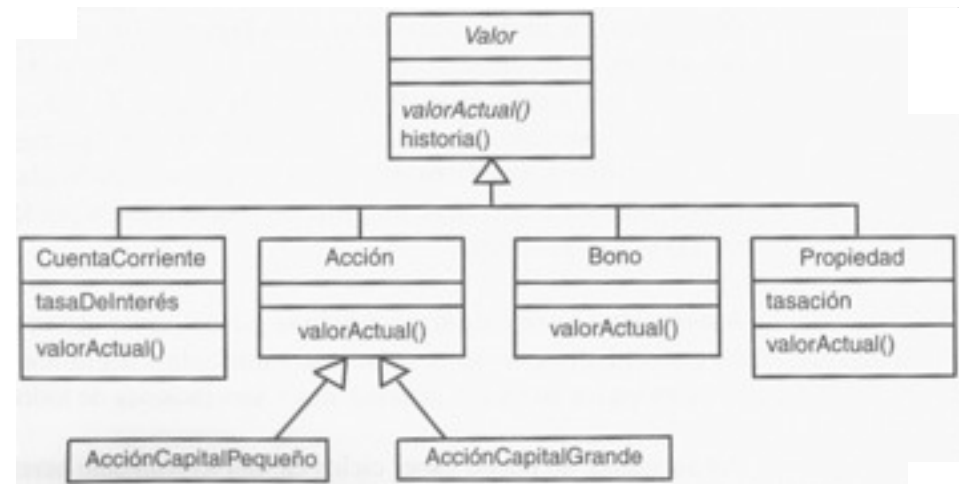 Valor
valorActual()
historia()
CuentaCorriente
tasaDeInterés
valorActual()
Acción
valorActual()
Bono
valorActual()
Propiedad
tasación
valorActual()
AcciónCapitalPequeño
AcciónCapitalGrande